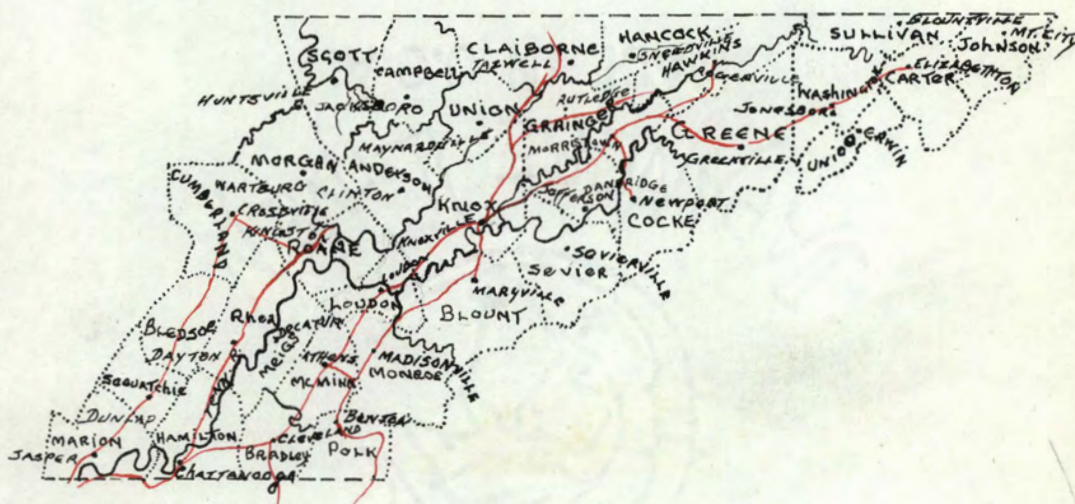 BLOUNTVILLE
MT. CITY
SULLIVAN
JOHNSON
HANCOCK
SNEEDVILLE
HAWKINS
ROGERVILLE
CLAIBORNE
TAZWELL
SCOTT
CAMPBELL
HUNTSVILLE
JACKSBORO
UNION
MAYNARDVILLE
RUTLEDGE
GRAINGER
MORRISTOWN
ELIZABETHTON
CARTER
WASHINGTON
JONESBORO
GREENE
GREENVILLE
UNICOI
ERWIN
MORGAN
ANDERSON
WARTBURG
CLINTON
CUMBERLAND
CROSSVILLE
KINGSTON
ROANE
KNOX
KNOXVILLE
JEFFERSON
DANDRIDGE
NEWPORT
COCKE
SEVIERVILLE
SEVIER
LOUDON
LOUDON
MARYVILLE
BLOUNT
BLEDSOE
RHEA
DECATUR
DAYTON
MEIGS
ATHENS
MCMINN
MADISONVILLE
MONROE
SEQUATCHIE
DUNLAP
MARION
JASPER
HAMILTON
CHATTANOOGA
CLEVELAND
BRADLEY
BENTON
POLK